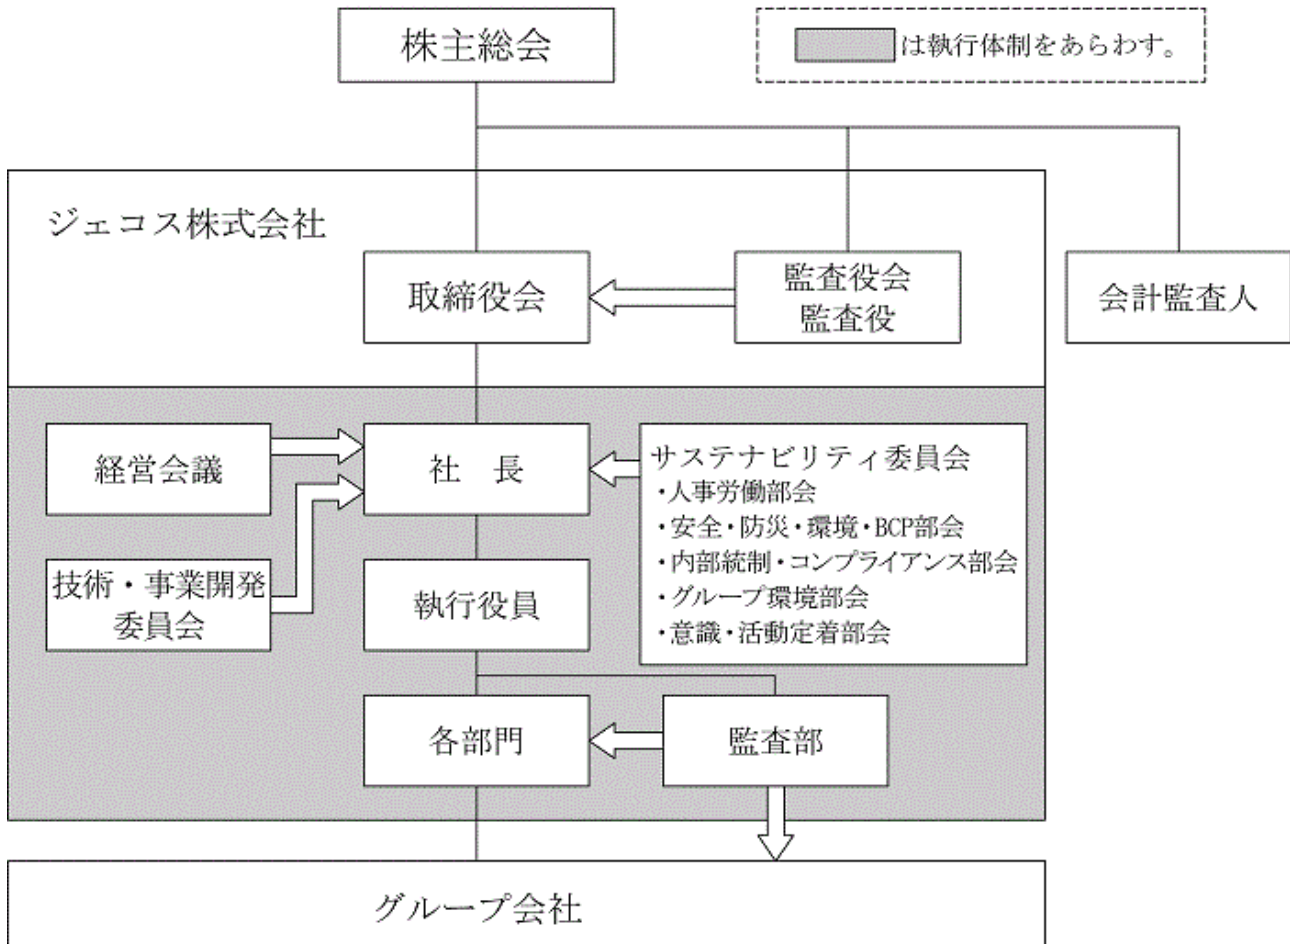 株主総会
は執行体制をあらわす。
ジェコス株式会社
取締役会
監査役会
監査役
会計監査人
経営会議
社　長
サステナビリティ委員会
・人事労働部会
・安全・防災・環境・BCP部会
・内部統制・コンプライアンス部会
・グループ環境部会
・意識・活動定着部会
技術・事業開発
委員会
執行役員
各部門
監査部
グループ会社